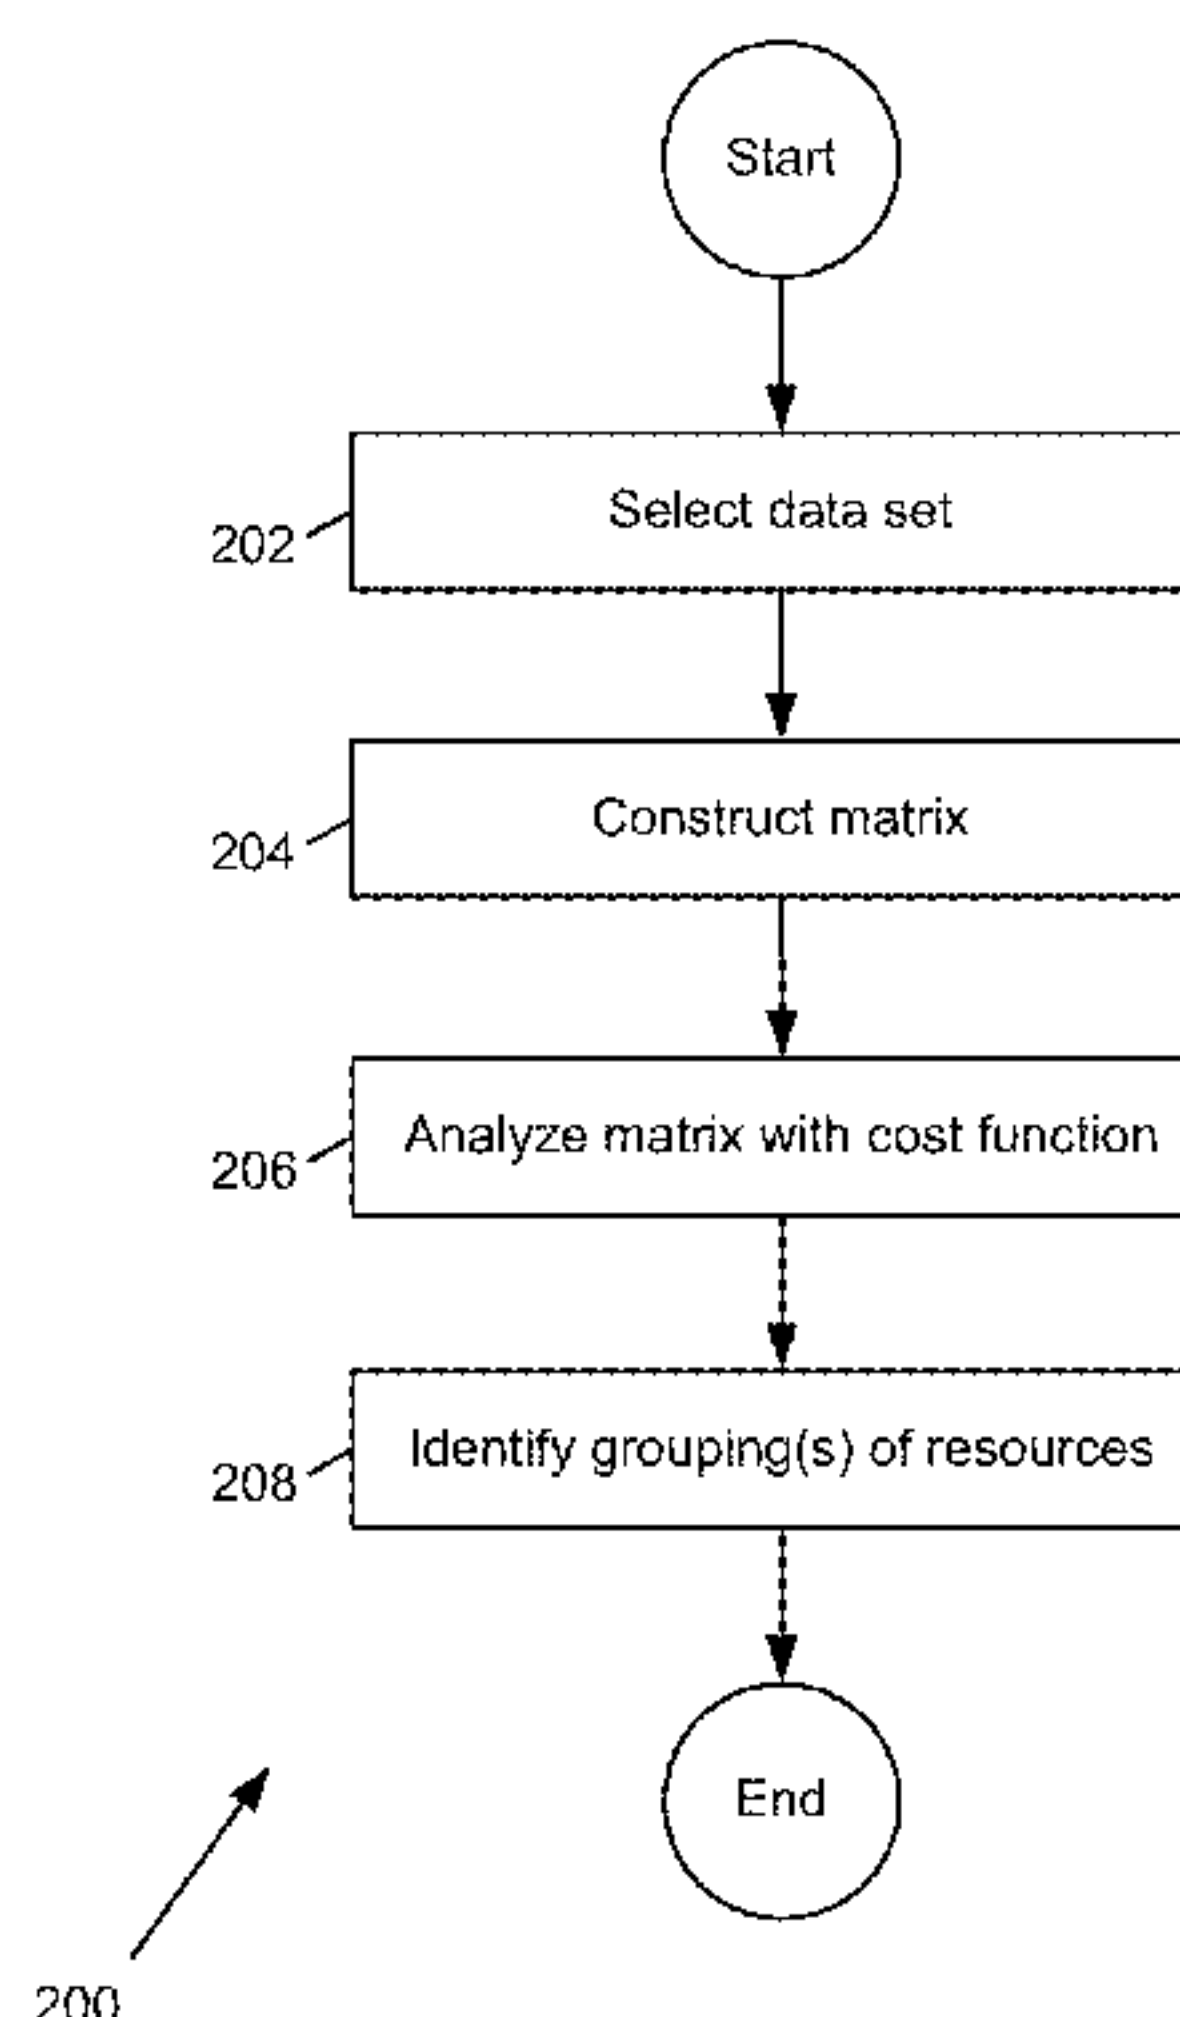 Start
Select data set
202
Construct matrix
204
Analyze matrix with cost function
206
Identify grouping(s) of resources
208
End
200